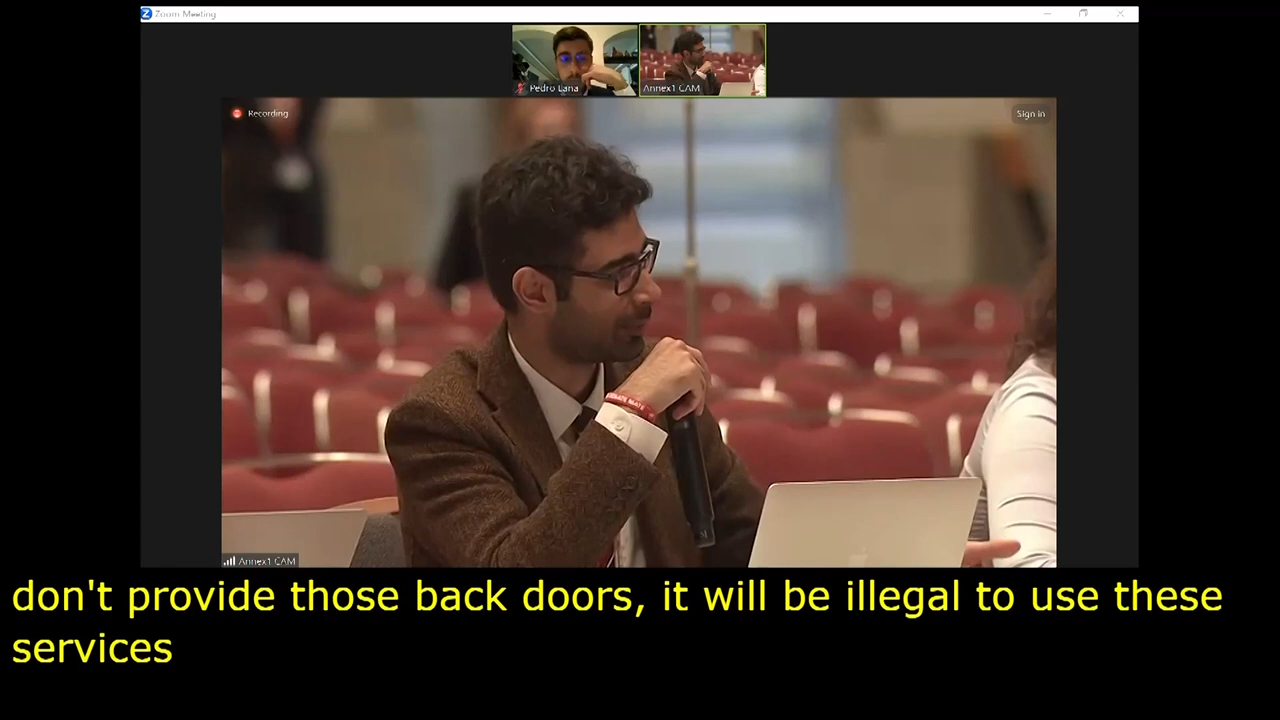 Zoom Meeting
Pedro Lana
Annex1 CAM
Recording
Sign in
Annex1 CAM
don't provide those back doors, it will be illegal to use these
services